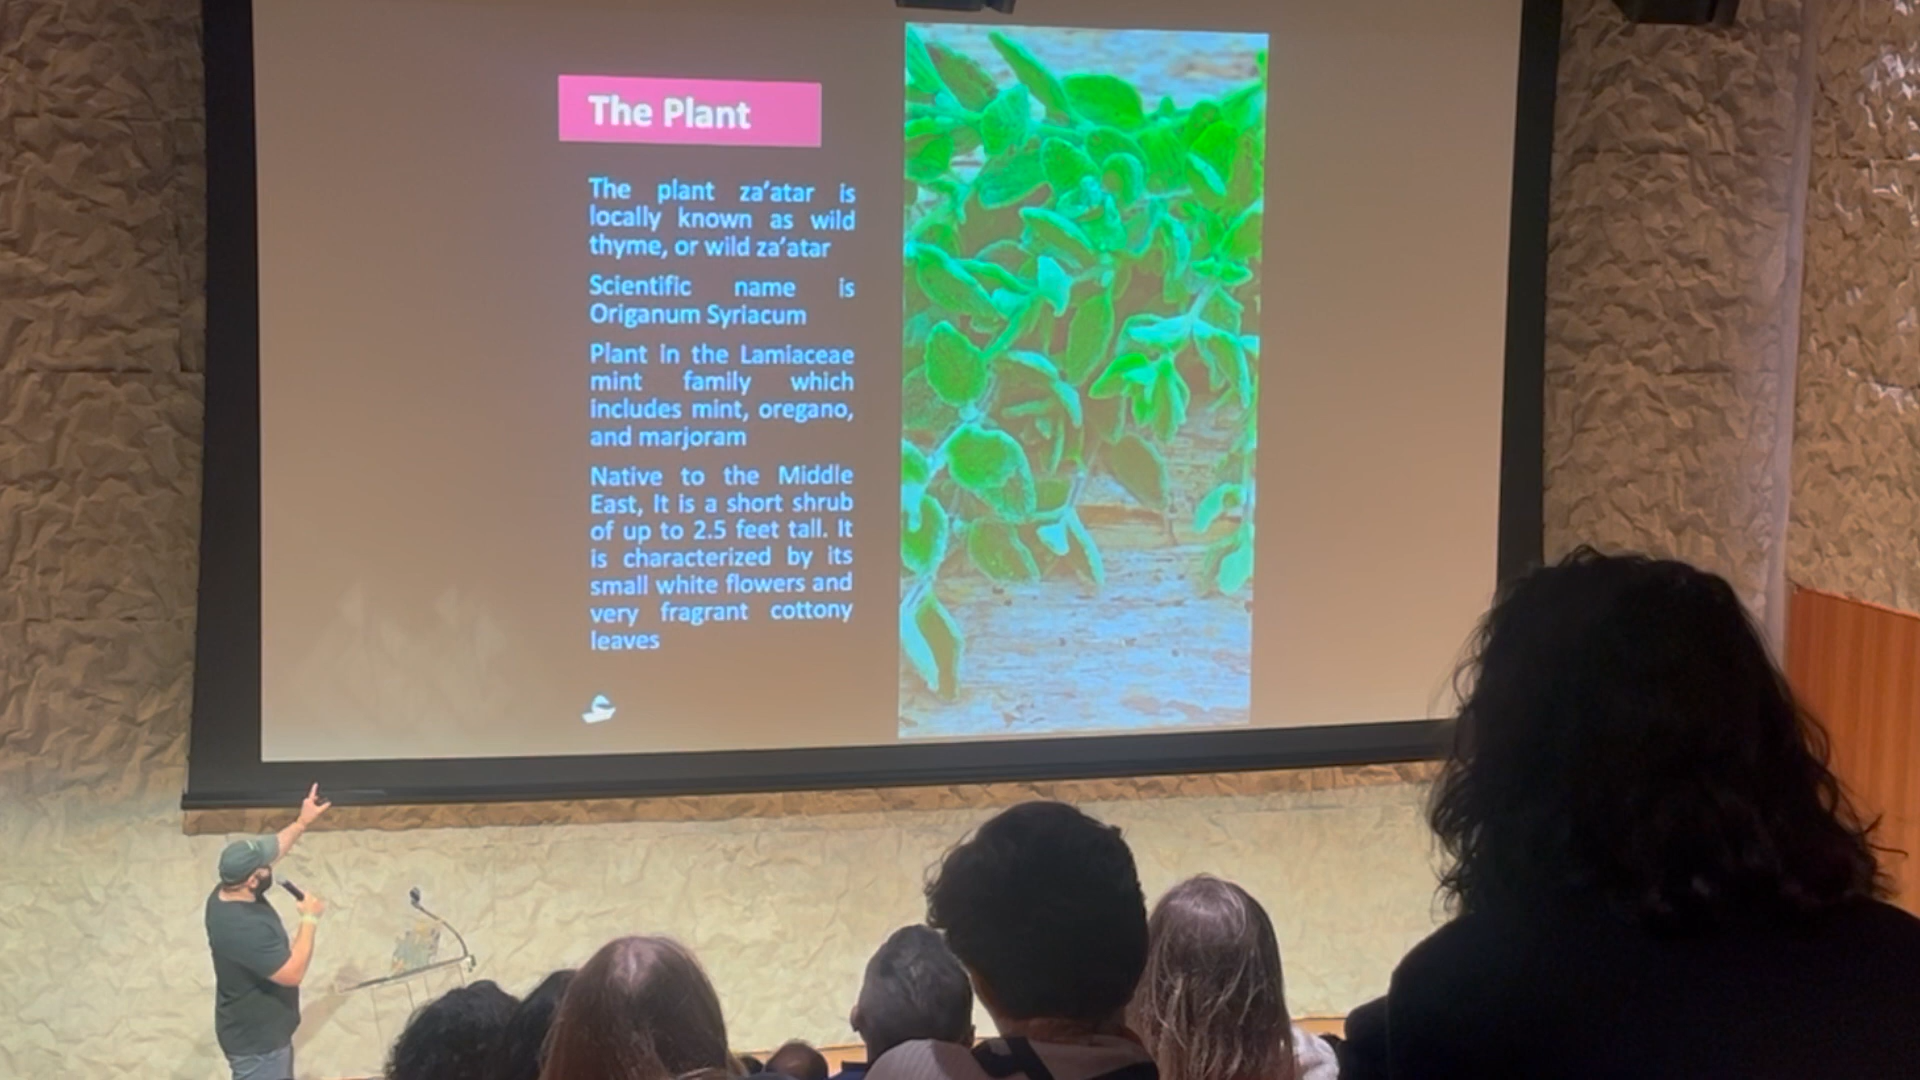 The Plant
The plant za'atar is
locally known as wild
thyme, or wild za'atar
Scientific name is
Origanum Syriacum
Plant in the Lamiaceae
mint family which
includes mint, oregano,
and marjoram
Native to the Middle
East, It is a short shrub
of up to 2.5 feet tall. It
is characterized by its
small white flowers and
very fragrant cottony
leaves